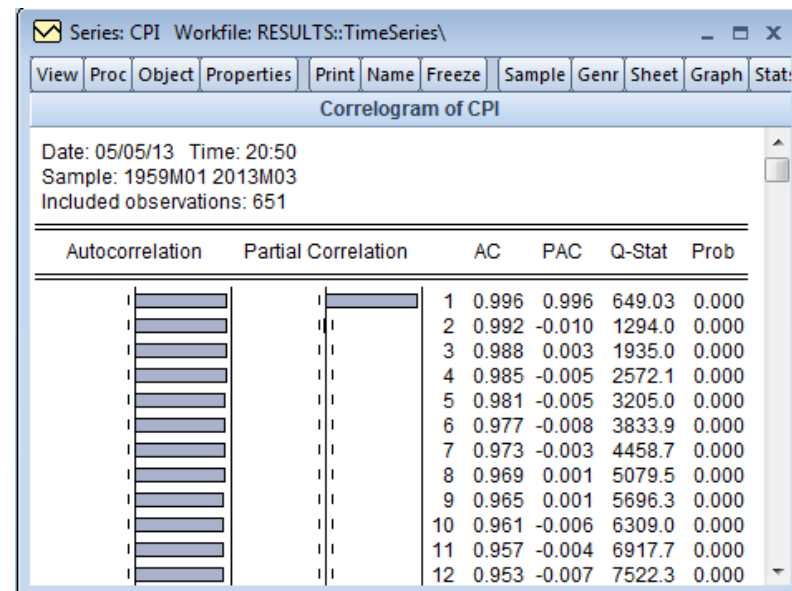 Series: CPI Workfile: RESULTS::TimeSeries\
View Proc Object Properties Print Name Freeze Sample Genr Sheet Graph Stats
Correlogram of CPI
Date: 05/05/13 Time: 20:50
Sample: 1959M01 2013M03
Included observations: 651
Autocorrelation Partial Correlation AC PAC Q-Stat Prob
1 0.996 0.996 649.03 0.000
2 0.992 -0.010 1294.0 0.000
3 0.988 0.003 1935.0 0.000
4 0.985 -0.005 2572.1 0.000
5 0.981 -0.005 3205.0 0.000
6 0.977 -0.008 3833.9 0.000
7 0.973 -0.003 4458.7 0.000
8 0.969 0.001 5079.5 0.000
9 0.965 0.001 5696.3 0.000
10 0.961 -0.006 6309.0 0.000
11 0.957 -0.004 6917.7 0.000
12 0.953 -0.007 7522.3 0.000